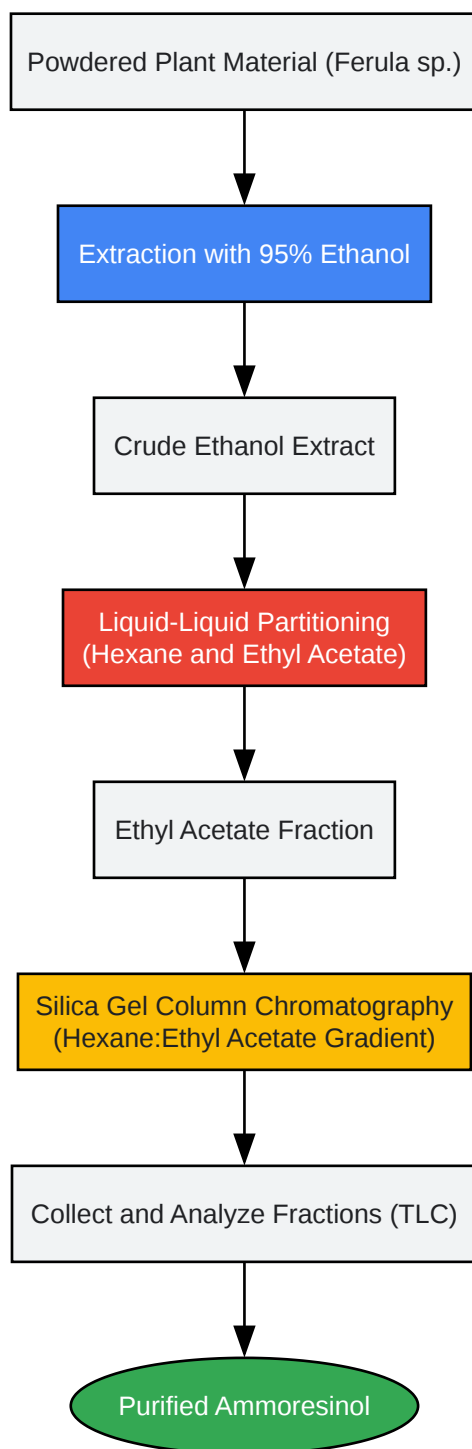 Powdered Plant Material (Ferula sp.)
Extraction with 95% Ethanol
Crude Ethanol Extract
Liquid-Liquid Partitioning
(Hexane and Ethyl Acetate)
Ethyl Acetate Fraction
Silica Gel Column Chromatography
(Hexane:Ethyl Acetate Gradient)
Collect and Analyze Fractions (TLC)
Purified Ammoresinol